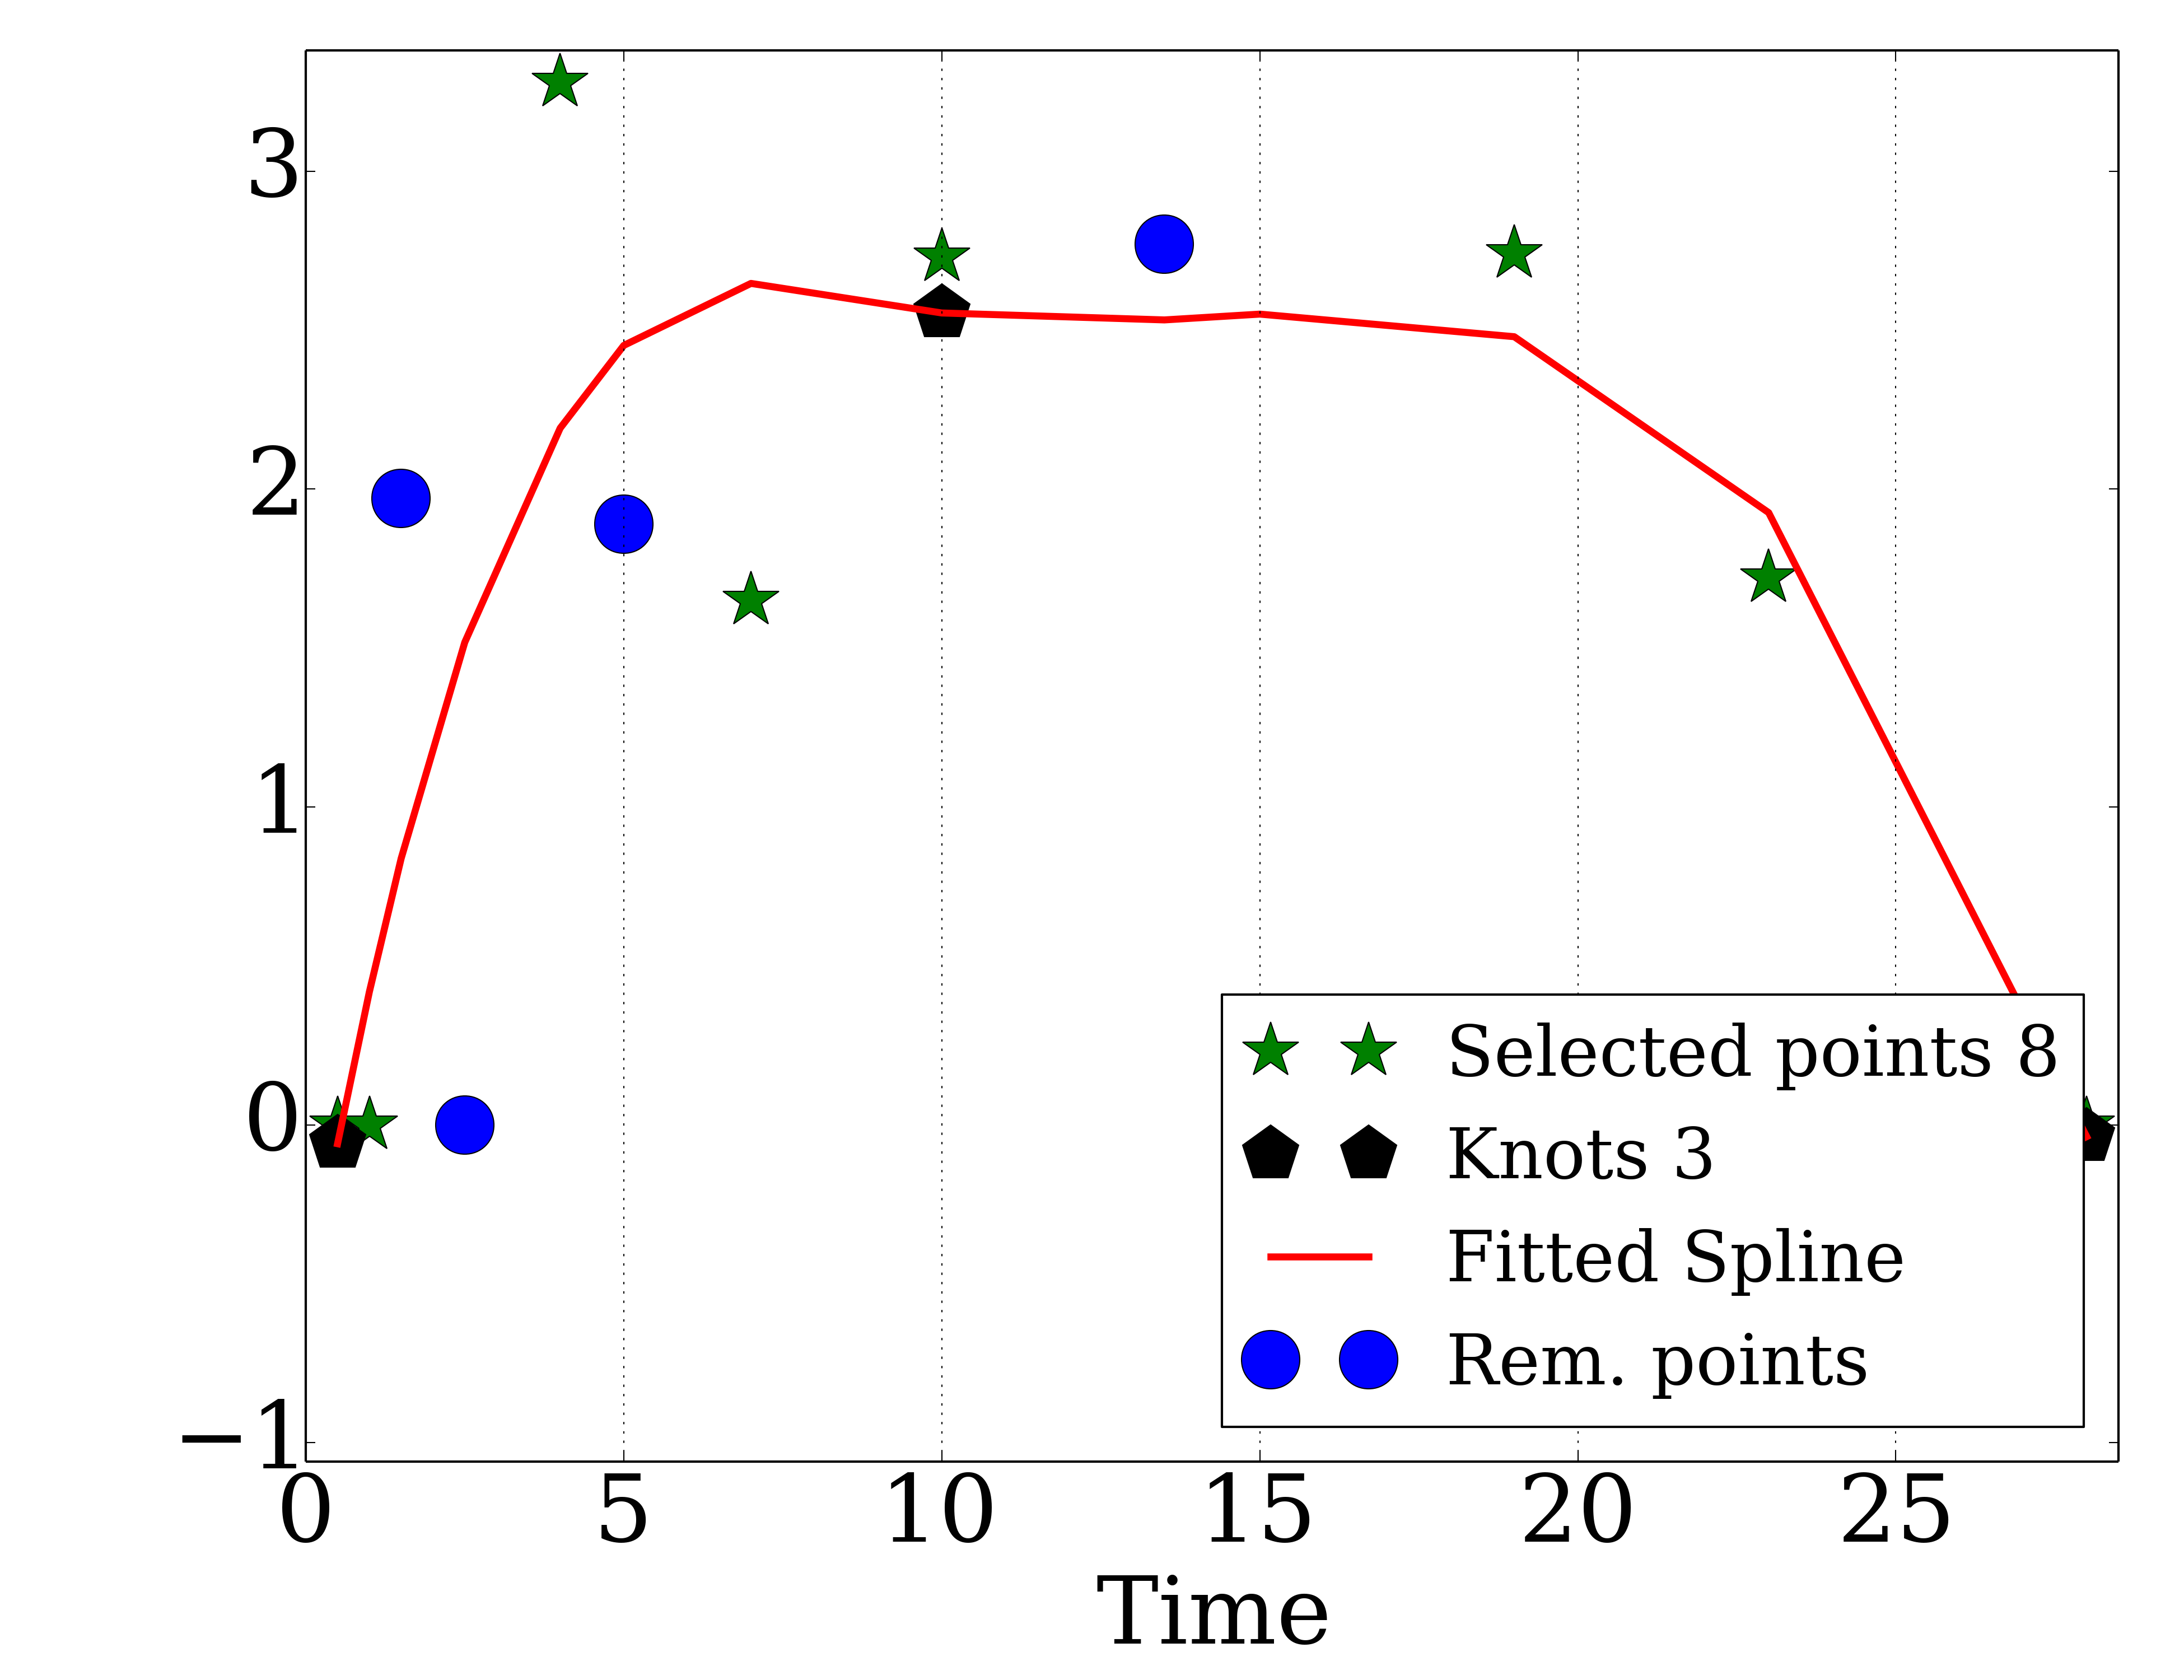 3
2
1
0
−1
0 5 10 15 20 25
Time
Selected points 8
Knots 3
Fitted Spline
Rem. points